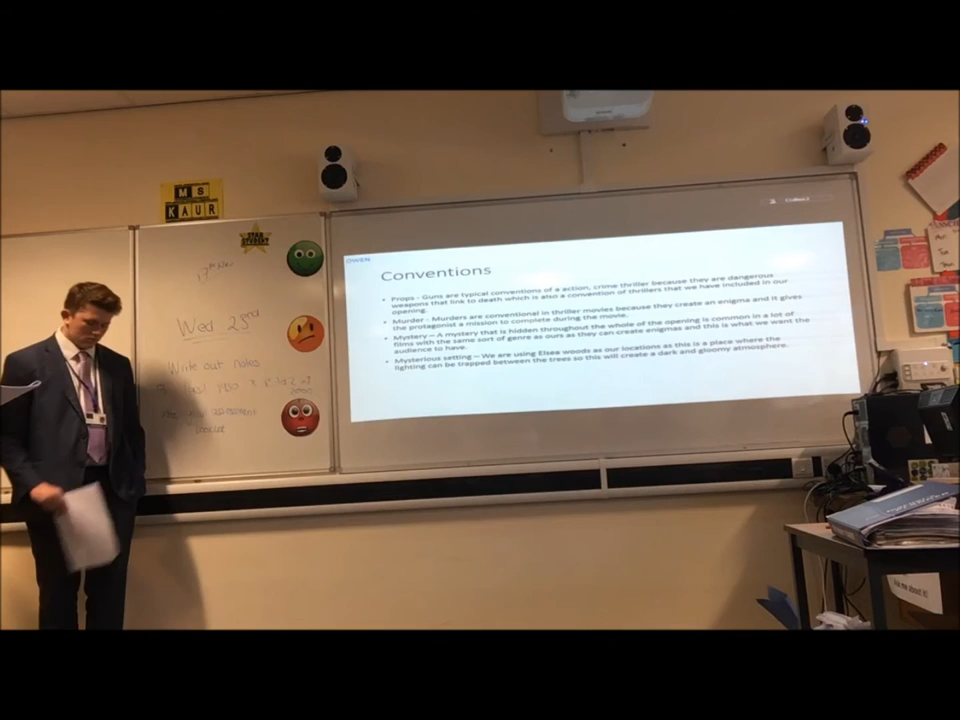 MS
KAUR
STAR
STUDENT
17th Nov
Wed 23rd
Write out notes
OWEN
Conventions
• Props - Guns are typical conventions of a action, crime thriller because they are dangerous
weapons that link to death which is also a convention of thrillers that we have included in our
opening.
• Murder - Murders are conventional in thriller movies because they create an enigma and it gives
the protagonist a mission to complete during the movie.
• Mystery – A mystery that is hidden throughout the whole of the opening is common in a lot of
films with the same sort of genre as ours as they can create enigmas and this is what we want the
audience to have.
• Mysterious setting – We are using Elsea woods as our locations as this is a place where the
lighting can be trapped between the trees so this will create a dark and gloomy atmosphere.
me about it!